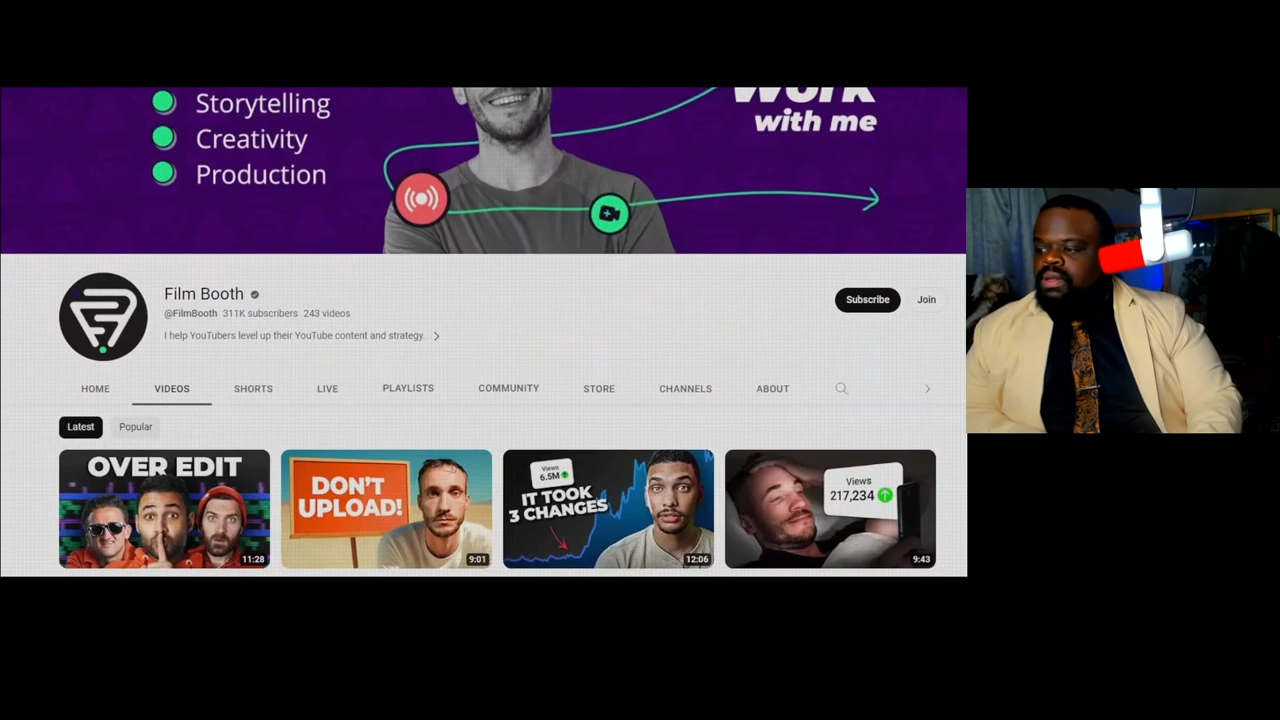 Storytelling
Creativity
Production
Work
with me
Film Booth
@FilmBooth 311K subscribers 243 videos
I help YouTubers level up their YouTube content and strategy.
Subscribe
Join
HOME
VIDEOS
SHORTS
LIVE
PLAYLISTS
COMMUNITY
STORE
CHANNELS
ABOUT
Latest
Popular
OVER EDIT
11:28
DON'T
UPLOAD!
9:01
Views
6.5M
IT TOOK
3 CHANGES
12:06
Views
217,234
9:43